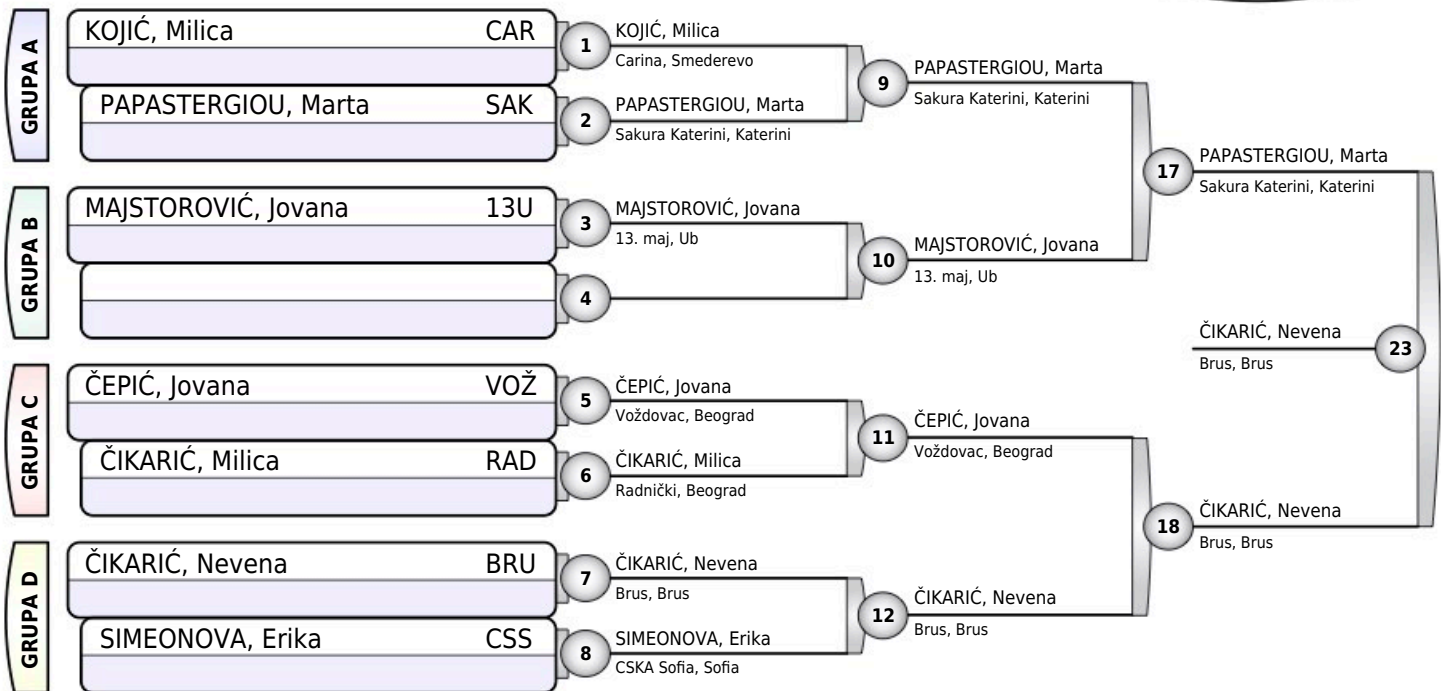 GRUPA A
KOJIĆ, Milica CAR
PAPASTERGIOU, Marta SAK
GRUPA B
MAJSTOROVIĆ, Jovana 13U
GRUPA C
ČEPIĆ, Jovana VOŽ
ČIKARIĆ, Milica RAD
GRUPA D
ČIKARIĆ, Nevena BRU
SIMEONOVA, Erika CSS
1
KOJIĆ, Milica
Carina, Smederevo
2
PAPASTERGIOU, Marta
Sakura Katerini, Katerini
3
MAJSTOROVIĆ, Jovana
13. maj, Ub
4
5
ČEPIĆ, Jovana
Voždovac, Beograd
6
ČIKARIĆ, Milica
Radnički, Beograd
7
ČIKARIĆ, Nevena
Brus, Brus
8
SIMEONOVA, Erika
CSKA Sofia, Sofia
9
PAPASTERGIOU, Marta
Sakura Katerini, Katerini
10
MAJSTOROVIĆ, Jovana
13. maj, Ub
11
ČEPIĆ, Jovana
Voždovac, Beograd
12
ČIKARIĆ, Nevena
Brus, Brus
17
PAPASTERGIOU, Marta
Sakura Katerini, Katerini
18
ČIKARIĆ, Nevena
Brus, Brus
ČIKARIĆ, Nevena
Brus, Brus
23